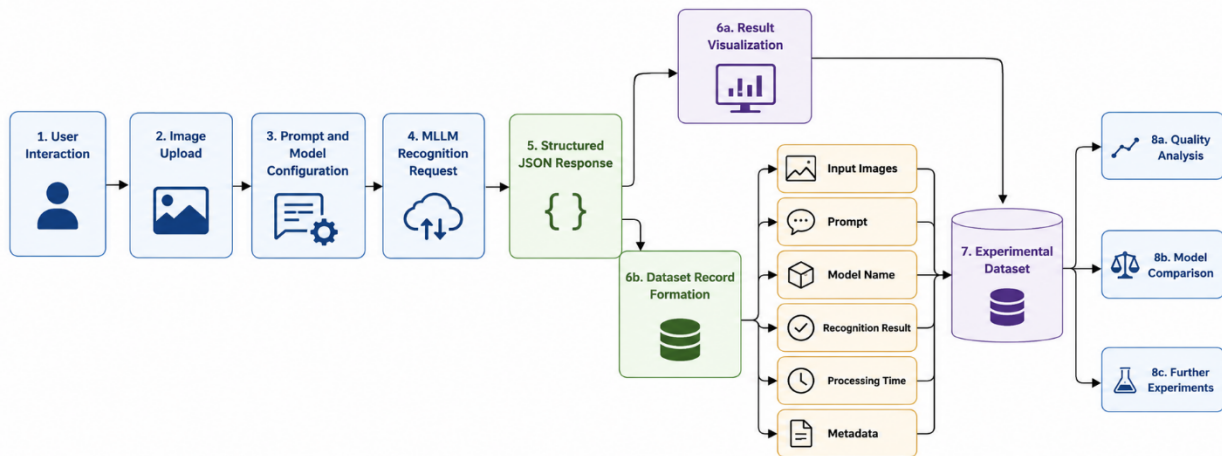 1. User
Interaction
2. Image
Upload
3. Prompt and
Model
Configuration
4. MLLM
Recognition
Request
5. Structured
JSON Response
{ }
6a. Result
Visualization
6b. Dataset Record
Formation
Input Images
Prompt
Model Name
Recognition Result
Processing Time
Metadata
7. Experimental
Dataset
8a. Quality
Analysis
8b. Model
Comparison
8c. Further
Experiments